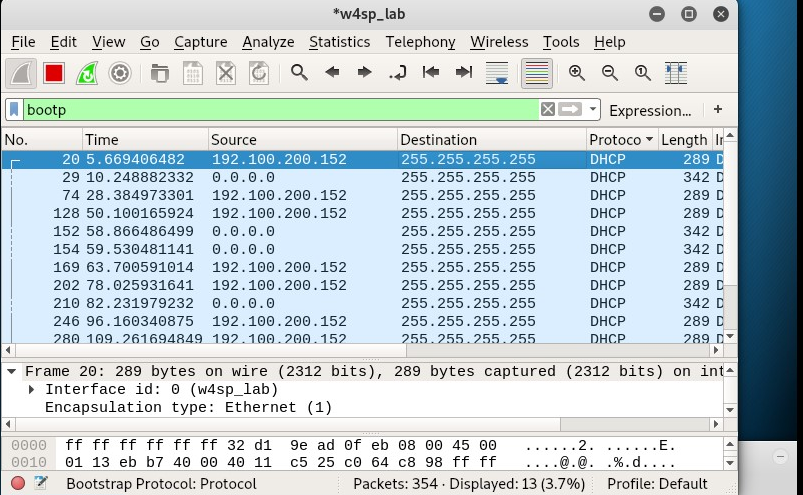 *w4sp_lab
File Edit View Go Capture Analyze Statistics Telephony Wireless Tools Help
bootp Expression... +
No. Time Source Destination Protoco Length In
20 5.669406482 192.100.200.152 255.255.255.255 DHCP 289 D
29 10.248882332 0.0.0.0 255.255.255.255 DHCP 342 D
74 28.384973301 192.100.200.152 255.255.255.255 DHCP 289 D
128 50.100165924 192.100.200.152 255.255.255.255 DHCP 289 D
152 58.866486499 0.0.0.0 255.255.255.255 DHCP 342 D
154 59.530481141 0.0.0.0 255.255.255.255 DHCP 342 D
169 63.700591014 192.100.200.152 255.255.255.255 DHCP 289 D
202 78.025931641 192.100.200.152 255.255.255.255 DHCP 289 D
210 82.231979232 0.0.0.0 255.255.255.255 DHCP 342 D
246 96.160340875 192.100.200.152 255.255.255.255 DHCP 289 D
280 109.261694849 192.100.200.152 255.255.255.255 DHCP 289 D
Frame 20: 289 bytes on wire (2312 bits), 289 bytes captured (2312 bits) on int
Interface id: 0 (w4sp_lab)
Encapsulation type: Ethernet (1)
0000 ff ff ff ff ff ff 32 d1 9e ad 0f eb 08 00 45 00 ......2. ......E.
0010 01 13 eb b7 40 00 40 11 c5 25 c0 64 c8 98 ff ff ....@.@. .%.d....
Bootstrap Protocol: Protocol Packets: 354 · Displayed: 13 (3.7%) Profile: Default